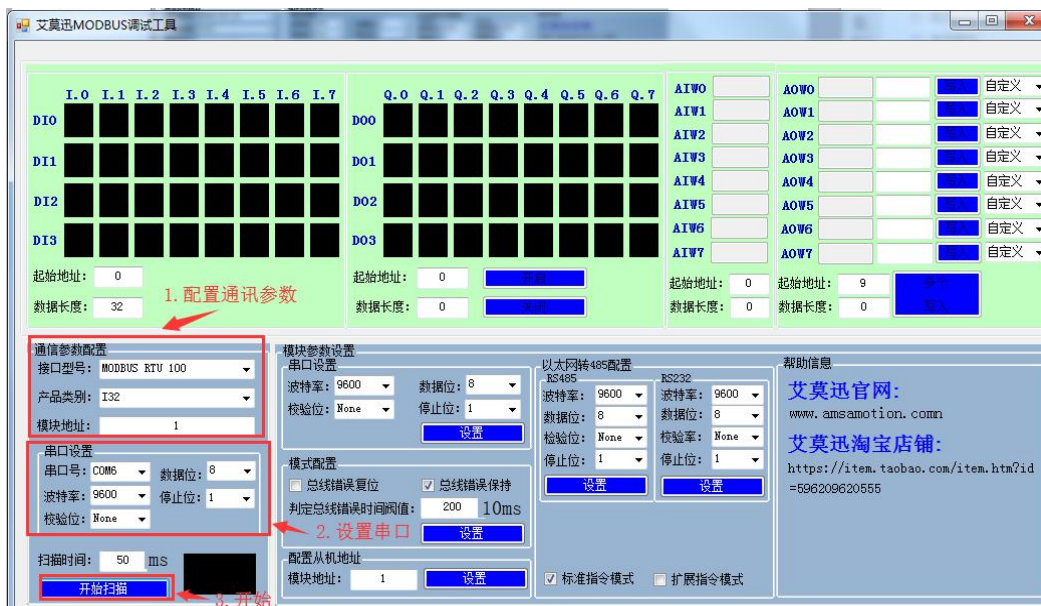 艾莫迅MODBUS调试工具
I.0 I.1 I.2 I.3 I.4 I.5 I.6 I.7
DI0
DI1
DI2
DI3
起始地址: 0
数据长度: 32
Q.0 Q.1 Q.2 Q.3 Q.4 Q.5 Q.6 Q.7
DO0
DO1
DO2
DO3
起始地址: 0
数据长度: 0
AIW0
AIW1
AIW2
AIW3
AIW4
AIW5
AIW6
AIW7
起始地址: 0
数据长度: 0
AOW0 自定义
AOW1 自定义
AOW2 自定义
AOW3 自定义
AOW4 自定义
AOW5 自定义
AOW6 自定义
AOW7 自定义
起始地址: 9
数据长度: 0
1.配置通讯参数
通信参数配置
接口型号: MODBUS RTU 100
产品类别: I32
模块地址: 1
串口设置
串口号: COM6 数据位: 8
波特率: 9600 停止位: 1
校验位: None
2.设置串口
扫描时间: 50 ms
开始扫描
3.开始
模块参数设置
串口设置
波特率: 9600 数据位: 8
校验位: None 停止位: 1
设置
模式配置
总线错误复位 总线错误保持
判定总线错误时间阀值: 200 10ms
设置
配置从机地址
模块地址: 1 设置
以太网转485配置
RS485
波特率: 9600
数据位: 8
检验位: None
停止位: 1
设置
RS232
波特率: 9600
数据位: 8
校验率: None
停止位: 1
设置
标准指令模式 扩展指令模式
帮助信息
艾莫迅官网:
www.amsamotion.comn
艾莫迅淘宝店铺:
https://item.taobao.com/item.htm?id
=596209620555